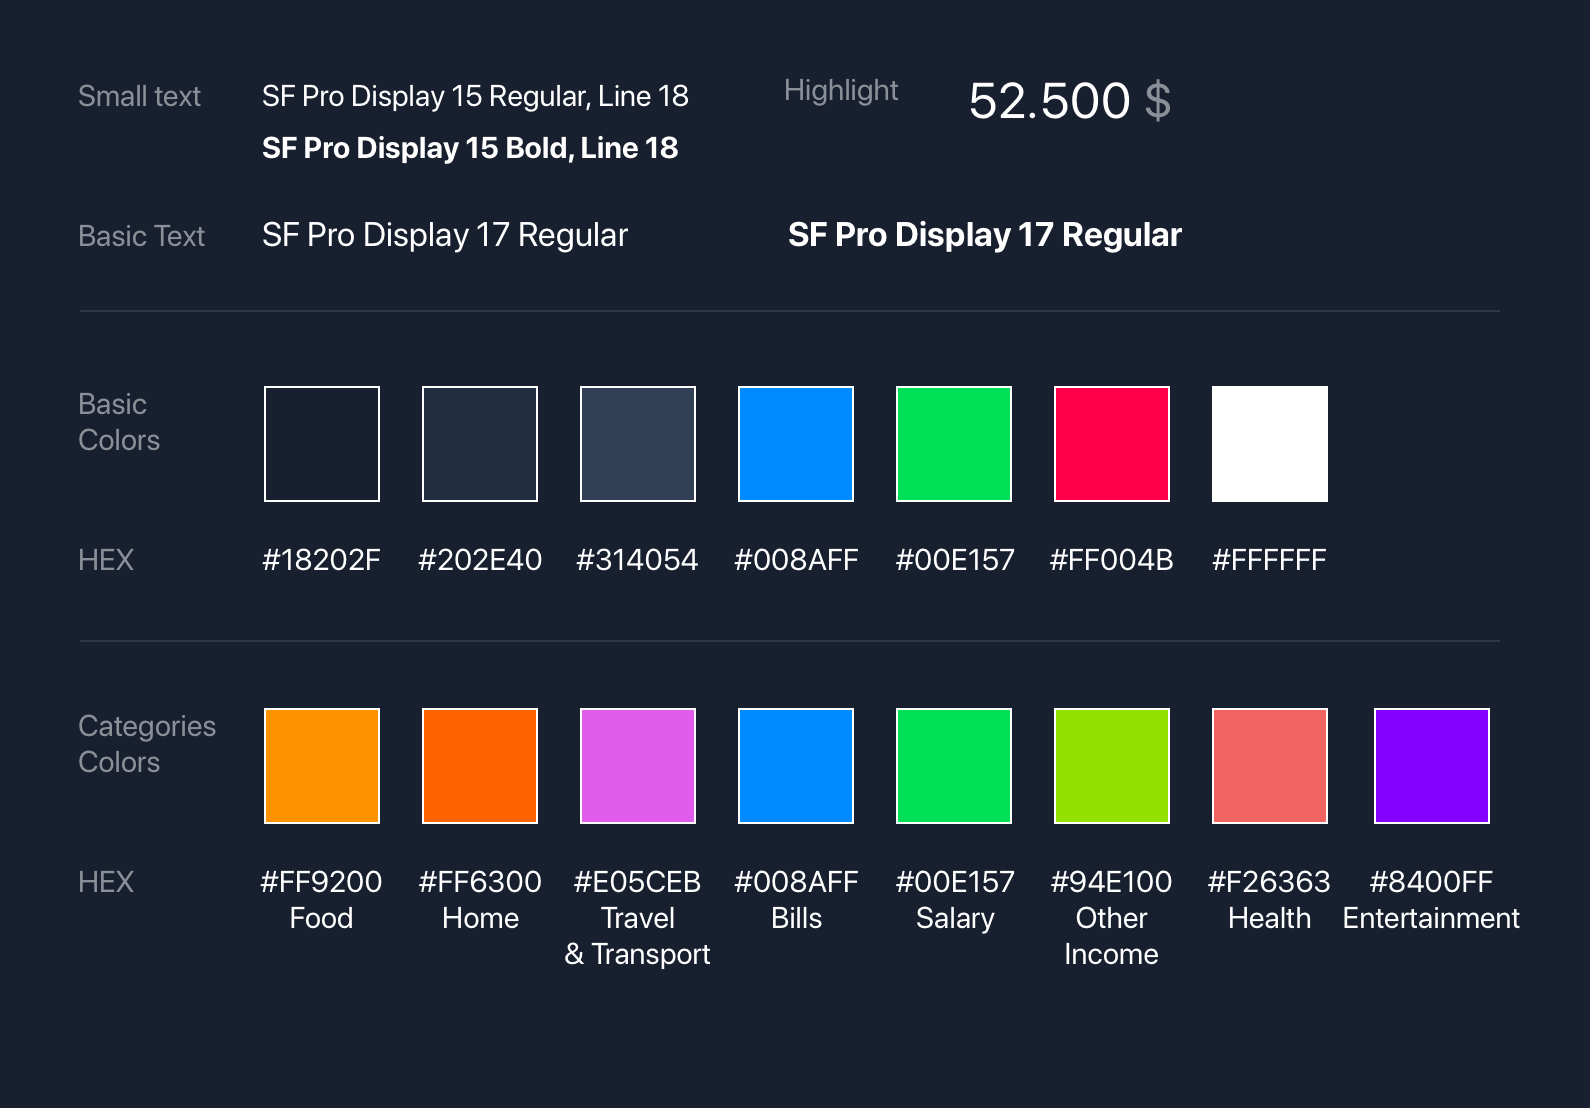 Small text
SF Pro Display 15 Regular, Line 18
Highlight
52.500 $
SF Pro Display 15 Bold, Line 18
Basic Text
SF Pro Display 17 Regular
SF Pro Display 17 Regular
Basic
Colors
HEX
#18202F
#202E40
#314054
#008AFF
#00E157
#FF004B
#FFFFFF
Categories
Colors
HEX
#FF9200
Food
#FF6300
Home
#E05CEB
Travel
& Transport
#008AFF
Bills
#00E157
Salary
#94E100
Other
Income
#F26363
Health
#8400FF
Entertainment